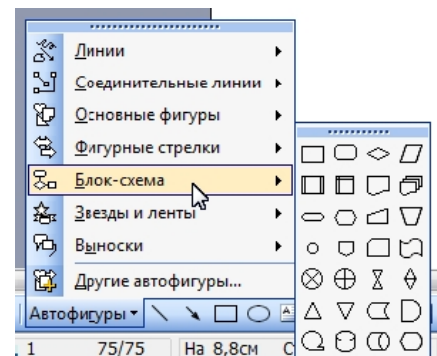 Линии
Соединительные линии
Основные фигуры
Фигурные стрелки
Блок-схема
Звезды и ленты
Выноски
Другие автофигуры...
Автофигуры
1 75/75 На 8,8см